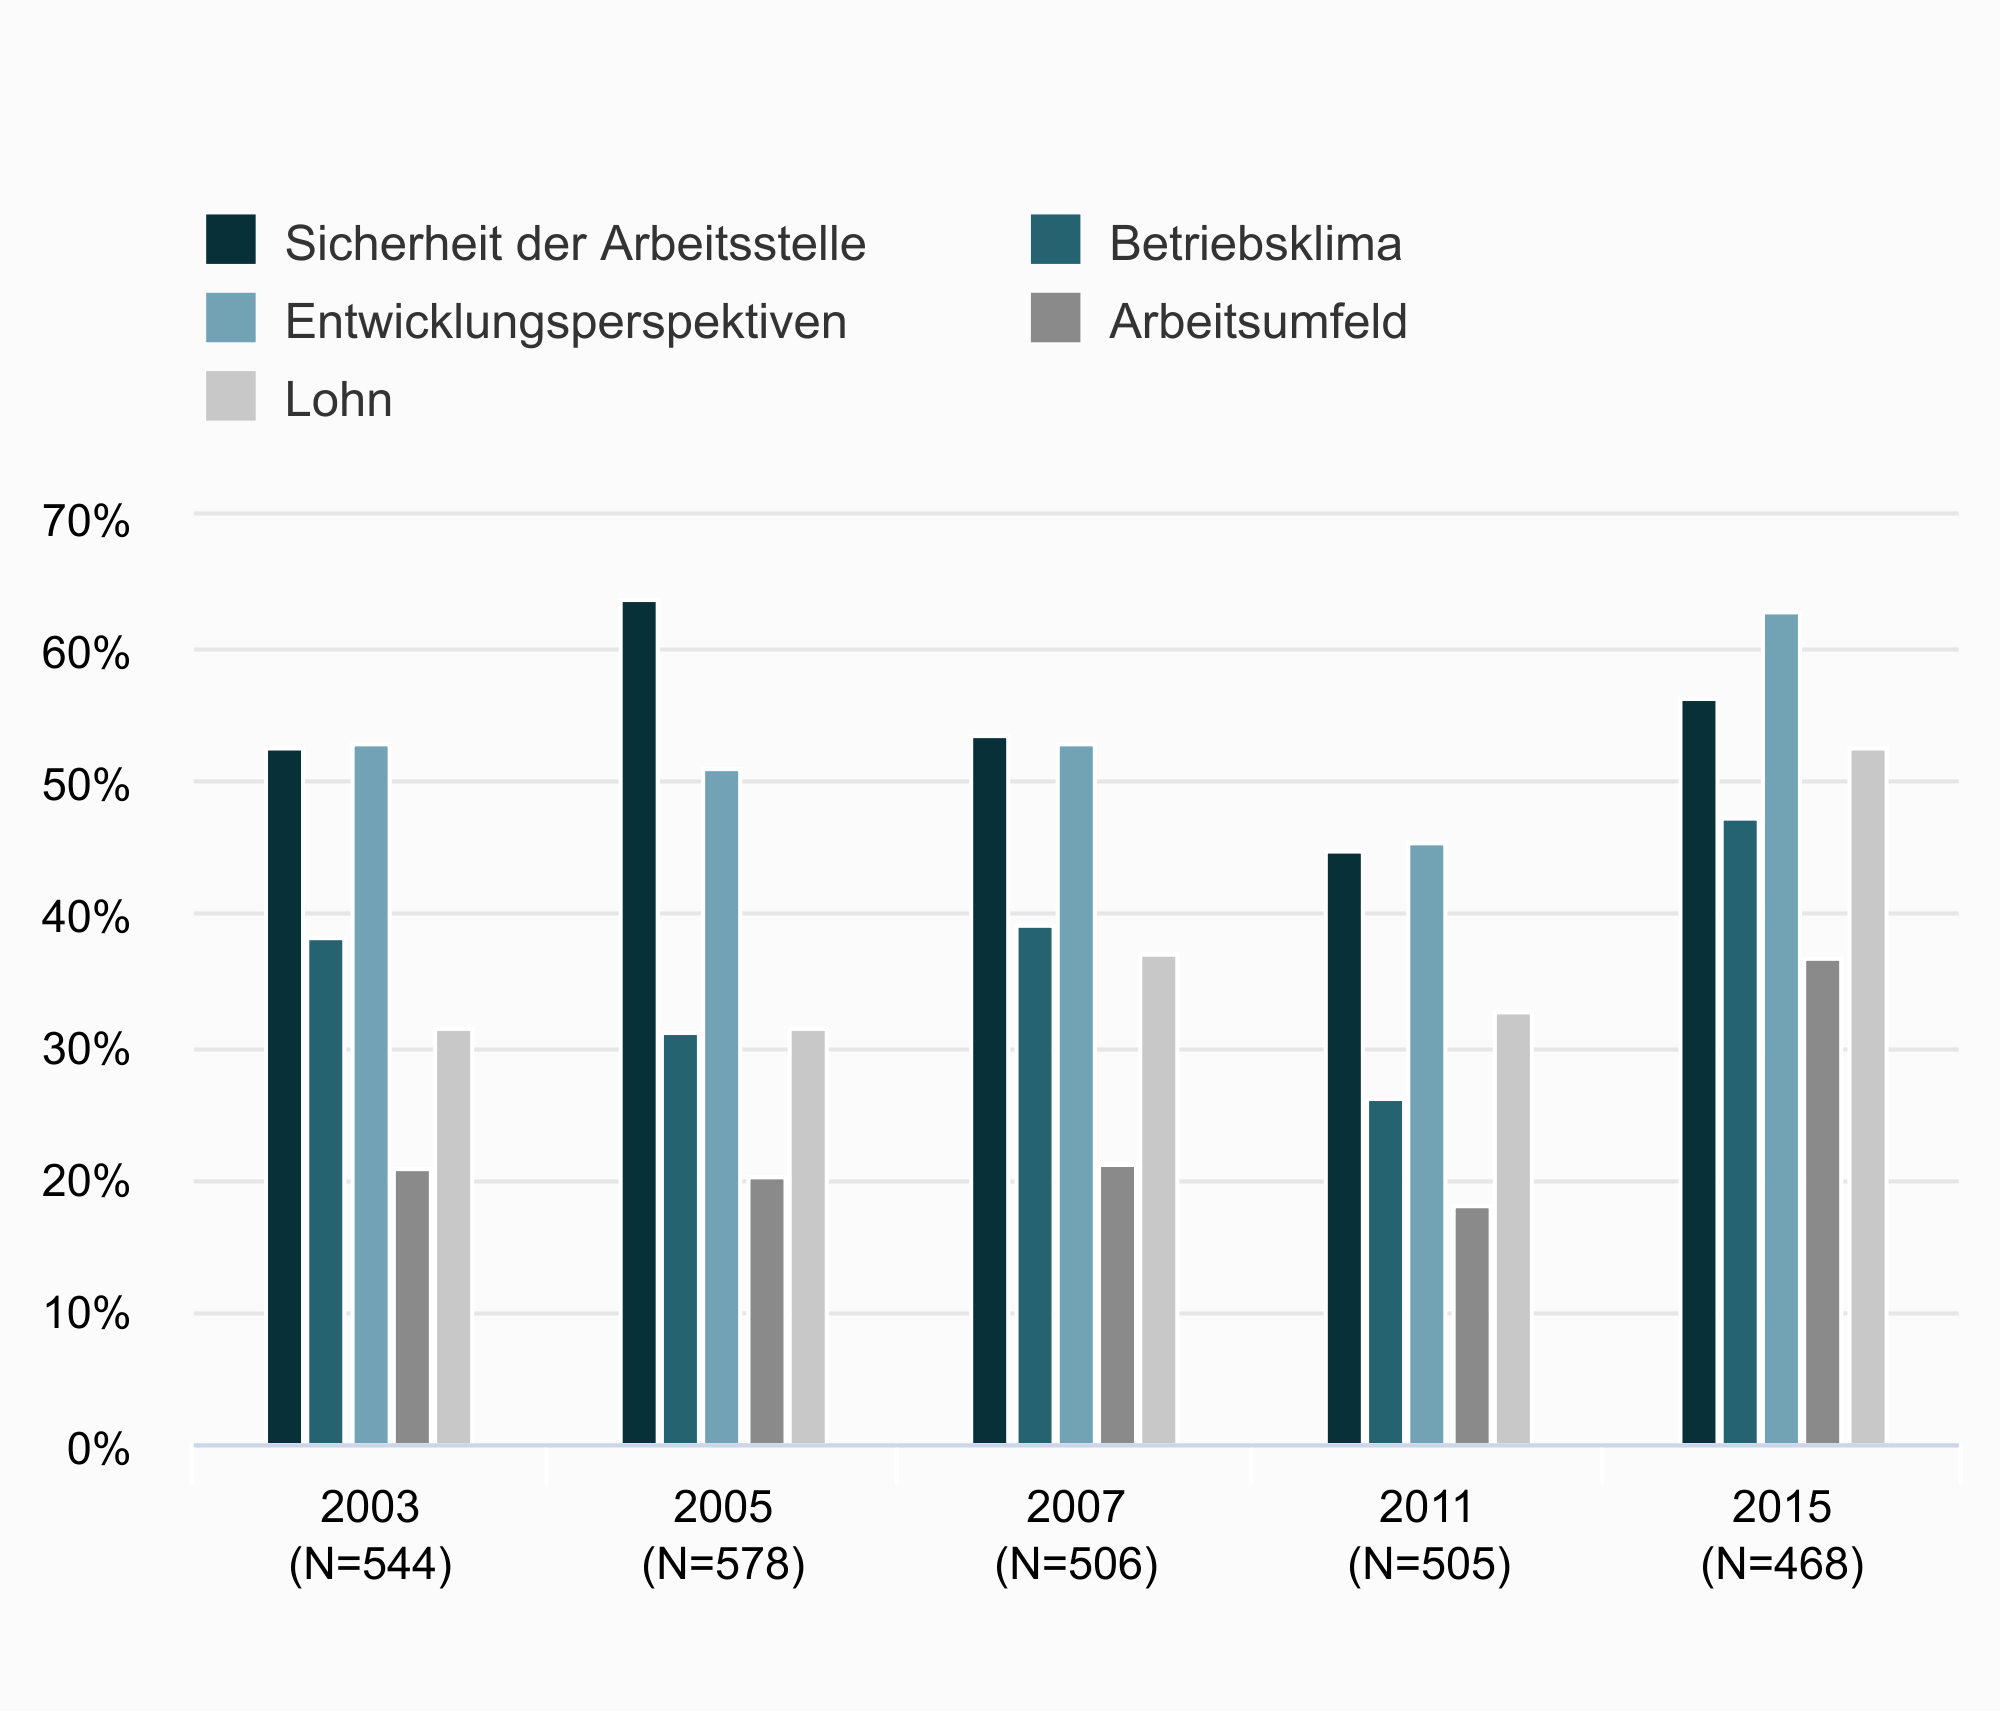 Sicherheit der Arbeitsstelle
Betriebsklima
Entwicklungsperspektiven
Arbeitsumfeld
Lohn
70%
60%
50%
40%
30%
20%
10%
0%
2003
(N=544)
2005
(N=578)
2007
(N=506)
2011
(N=505)
2015
(N=468)